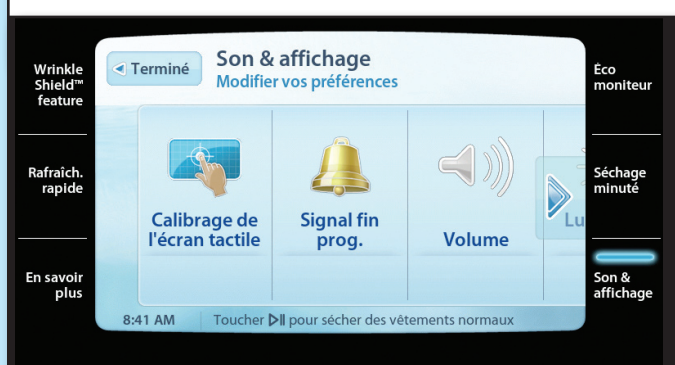 Wrinkle
Shield™
feature
Rafraîch.
rapide
En savoir
plus
Terminé
Son & affichage
Modifier vos préférences
Calibrage de
l'écran tactile
Signal fin
prog.
Volume
Lu
8:41 AM
Toucher ▷II pour sécher des vêtements normaux
Éco
moniteur
Séchage
minuté
Son &
affichage